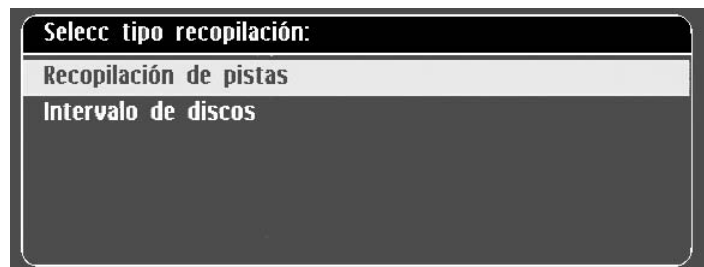 Selecc tipo recopilación:
Recopilación de pistas
Intervalo de discos